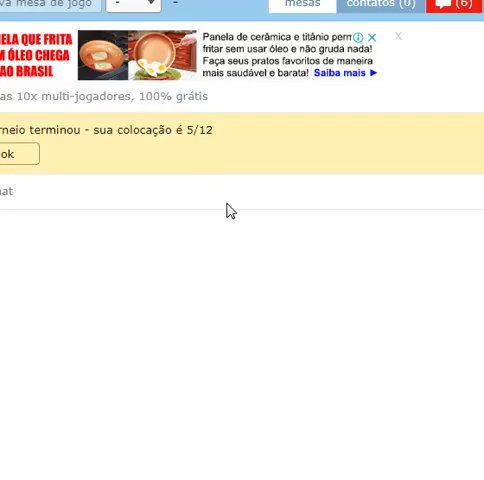 va mesa de jogo - - mesas contatos (0) (6)
NELA QUE FRITA
M ÓLEO CHEGA
AO BRASIL
Panela de cerâmica e titânio perm
fritar sem usar óleo e não gruda nada!
Faça seus pratos favoritos de maneira
mais saudável e barata! Saiba mais ►
x
as 10x multi-jogadores, 100% grátis
rneio terminou - sua colocação é 5/12
ok
hat